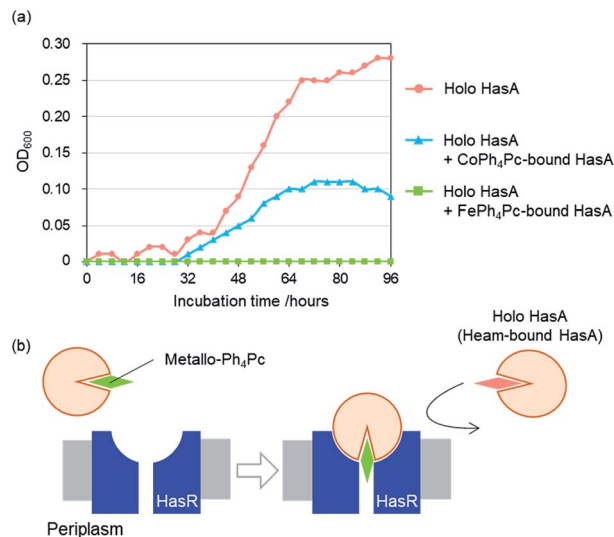 (a)
0.30
0.25
0.20
0.15
0.10
0.05
0
OD600
0 16 32 48 64 80 96
Incubation time /hours
Holo HasA
Holo HasA
+ CoPh4Pc-bound HasA
Holo HasA
+ FePh4Pc-bound HasA
(b)
Metallo-Ph4Pc
Holo HasA
(Heam-bound HasA)
HasR
HasR
Periplasm